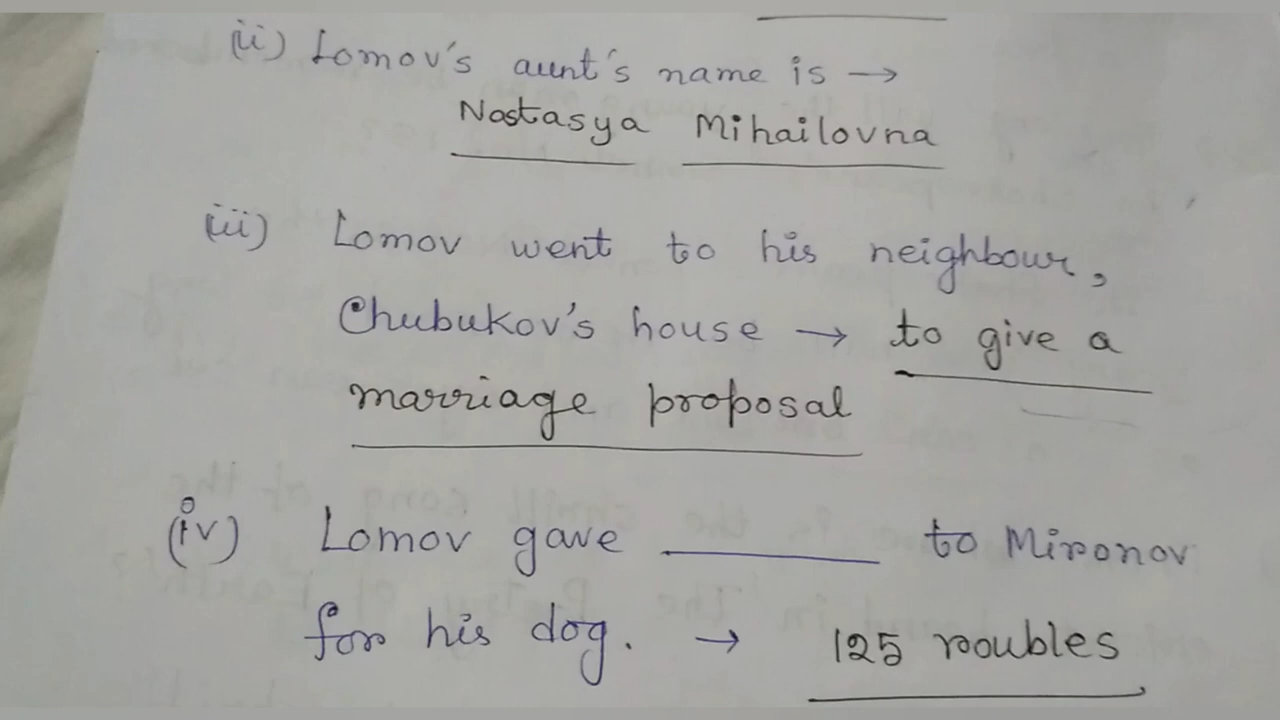 (ii) Lomov's aunt's name is →
Nastasya Mihailovna
(iii) Lomov went to his neighbour,
Chubukov's house → to give a
marriage proposal
(iv) Lomov gave ______ to Mironov
for his dog. → 125 roubles